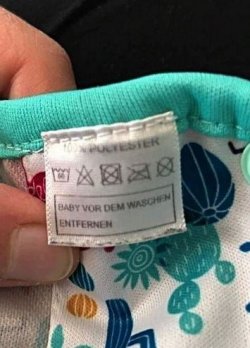 100% POLYESTER
BABY VOR DEM WASCHEN
ENTFERNEN